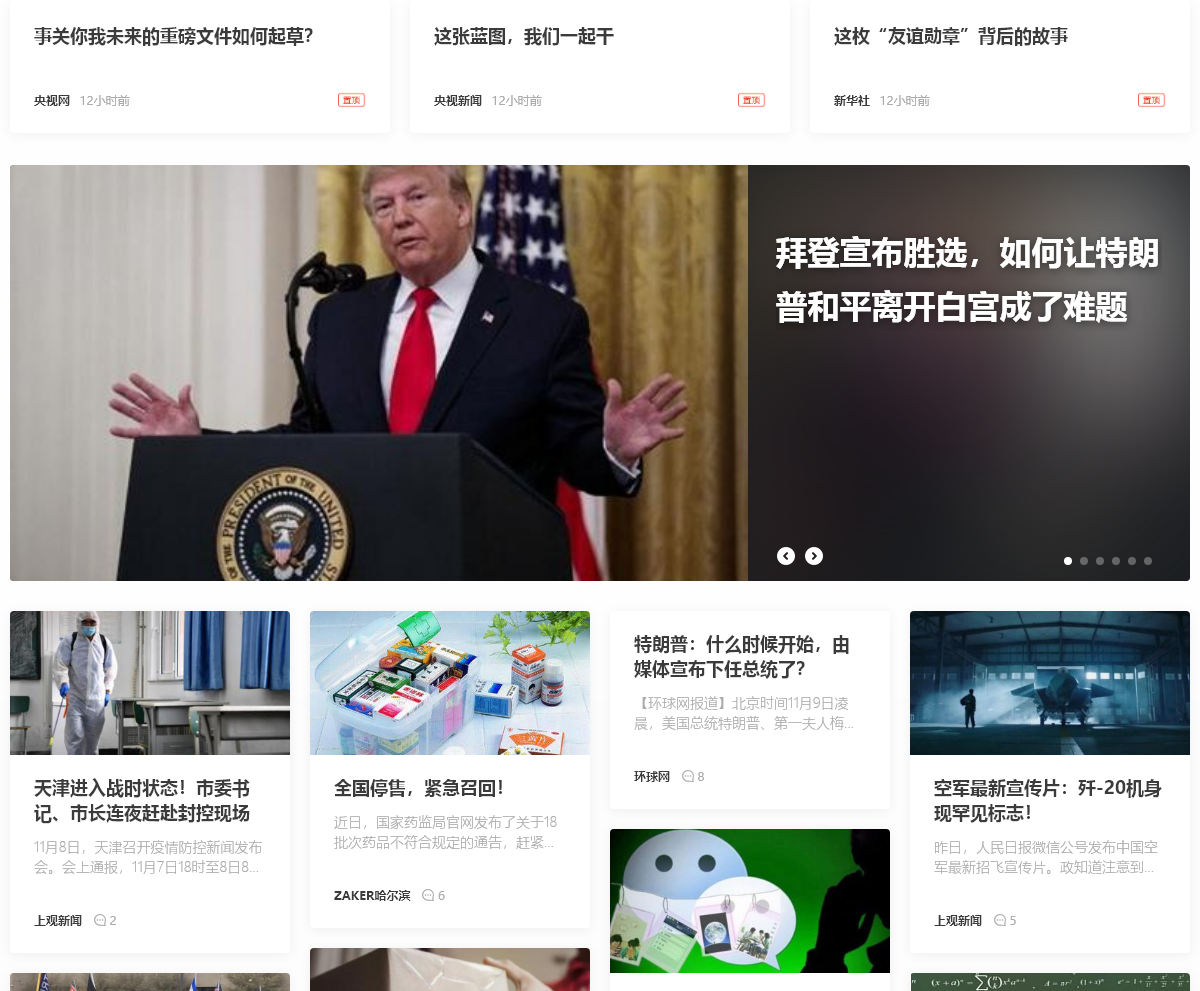 事关你我未来的重磅文件如何起草？
央视网 12小时前 置顶
这张蓝图，我们一起干
央视新闻 12小时前 置顶
这枚“友谊勋章”背后的故事
新华社 12小时前 置顶
PRESIDENT OF THE UNITED
拜登宣布胜选，如何让特朗
普和平离开白宫成了难题
天津进入战时状态！市委书
记、市长连夜赶赴封控现场
11月8日，天津召开疫情防控新闻发布
会。会上通报，11月7日18时至8日8...
上观新闻 2
全国停售，紧急召回！
近日，国家药监局官网发布了关于18
批次药品不符合规定的通告，赶紧...
ZAKER哈尔滨 6
特朗普：什么时候开始，由
媒体宣布下任总统了？
【环球网报道】北京时间11月9日凌
晨，美国总统特朗普、第一夫人梅...
环球网 8
空军最新宣传片：歼-20机身
现罕见标志！
昨日，人民日报微信公号发布中国空
军最新招飞宣传片。政知道注意到...
上观新闻 5